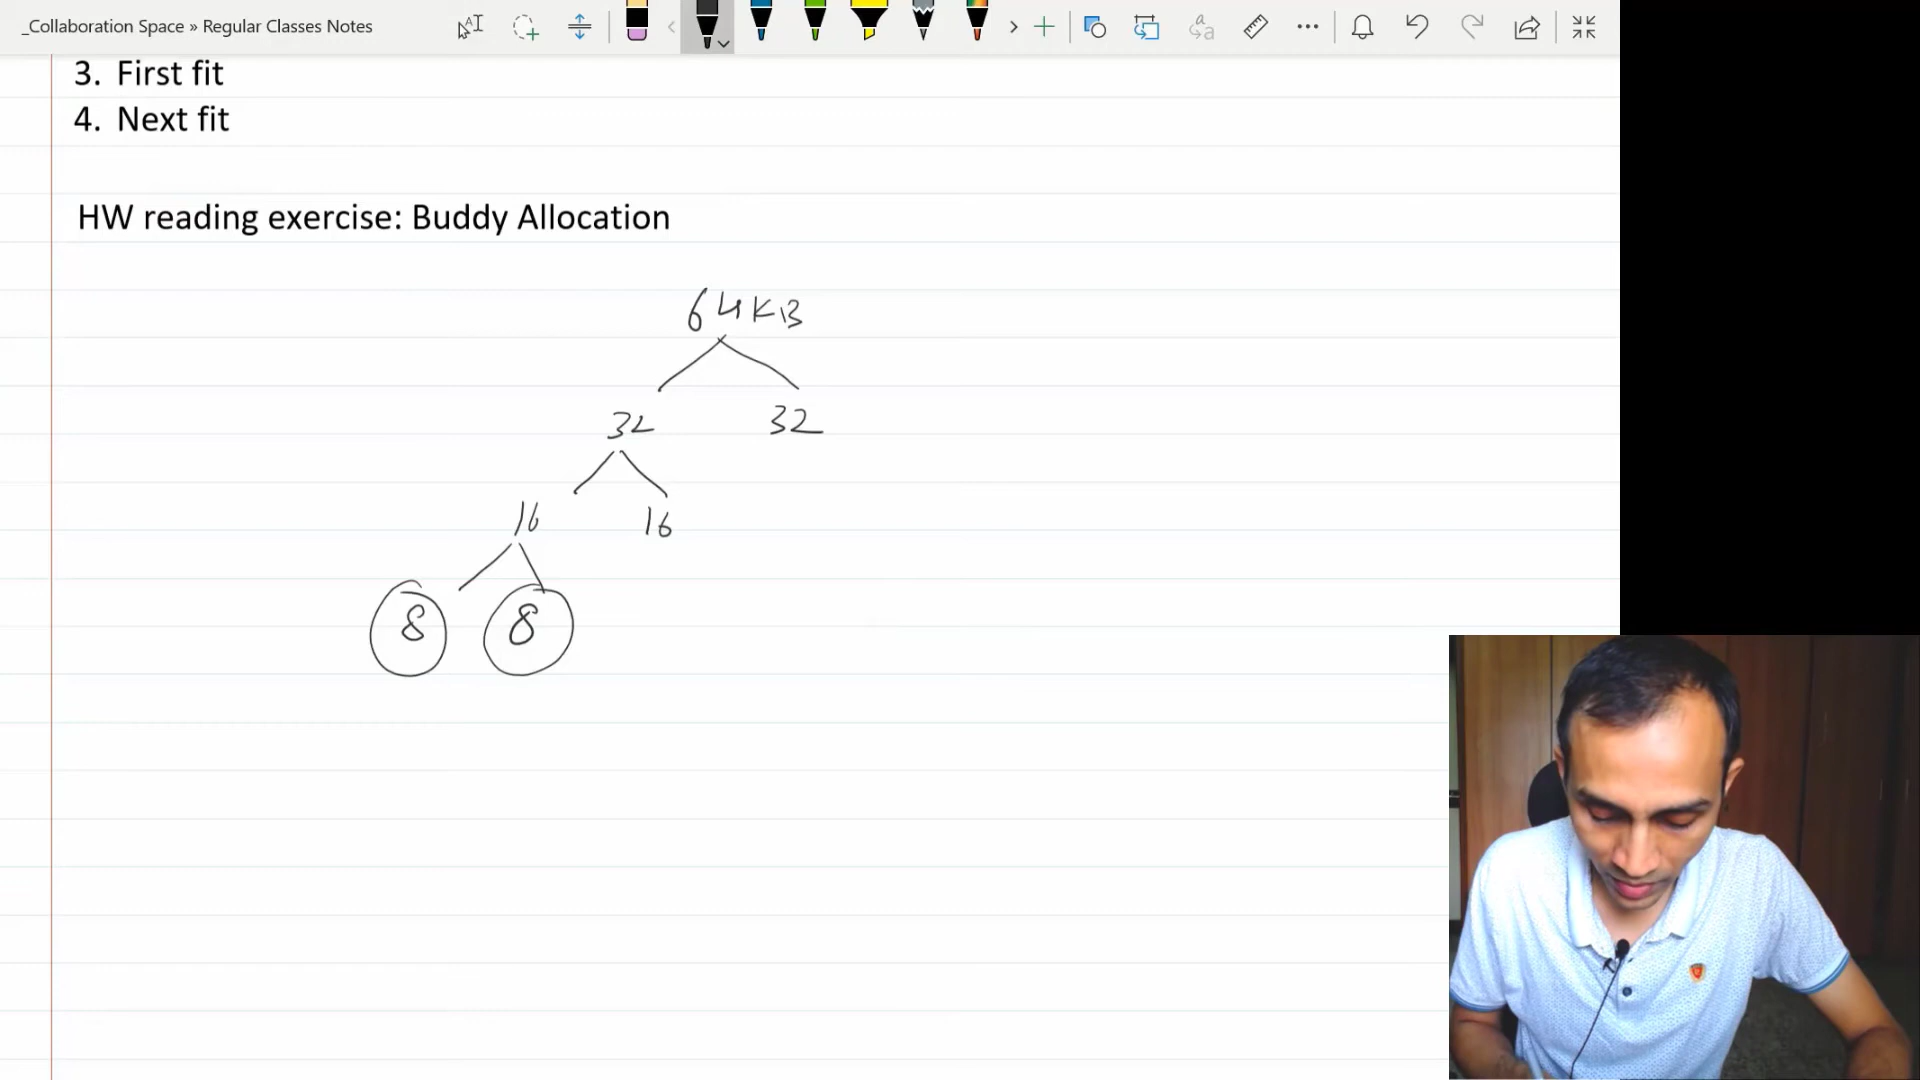 _Collaboration Space » Regular Classes Notes
3. First fit
4. Next fit
HW reading exercise: Buddy Allocation
64KB
32 32
16 16
8 8